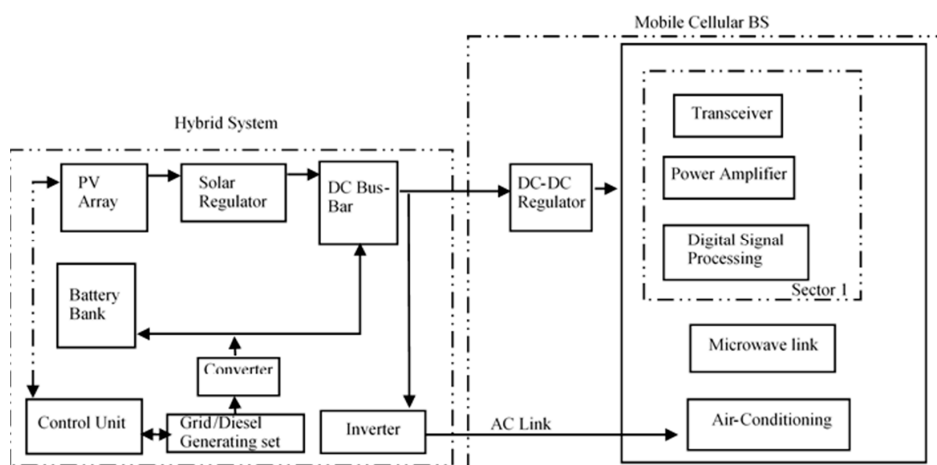 Mobile Cellular BS
Hybrid System
PV
Array
Solar
Regulator
DC Bus-
Bar
DC-DC
Regulator
Transceiver
Power Amplifier
Digital Signal
Processing
Sector 1
Battery
Bank
Converter
Microwave link
Control Unit
Grid/Diesel
Generating set
Inverter
AC Link
Air-Conditioning